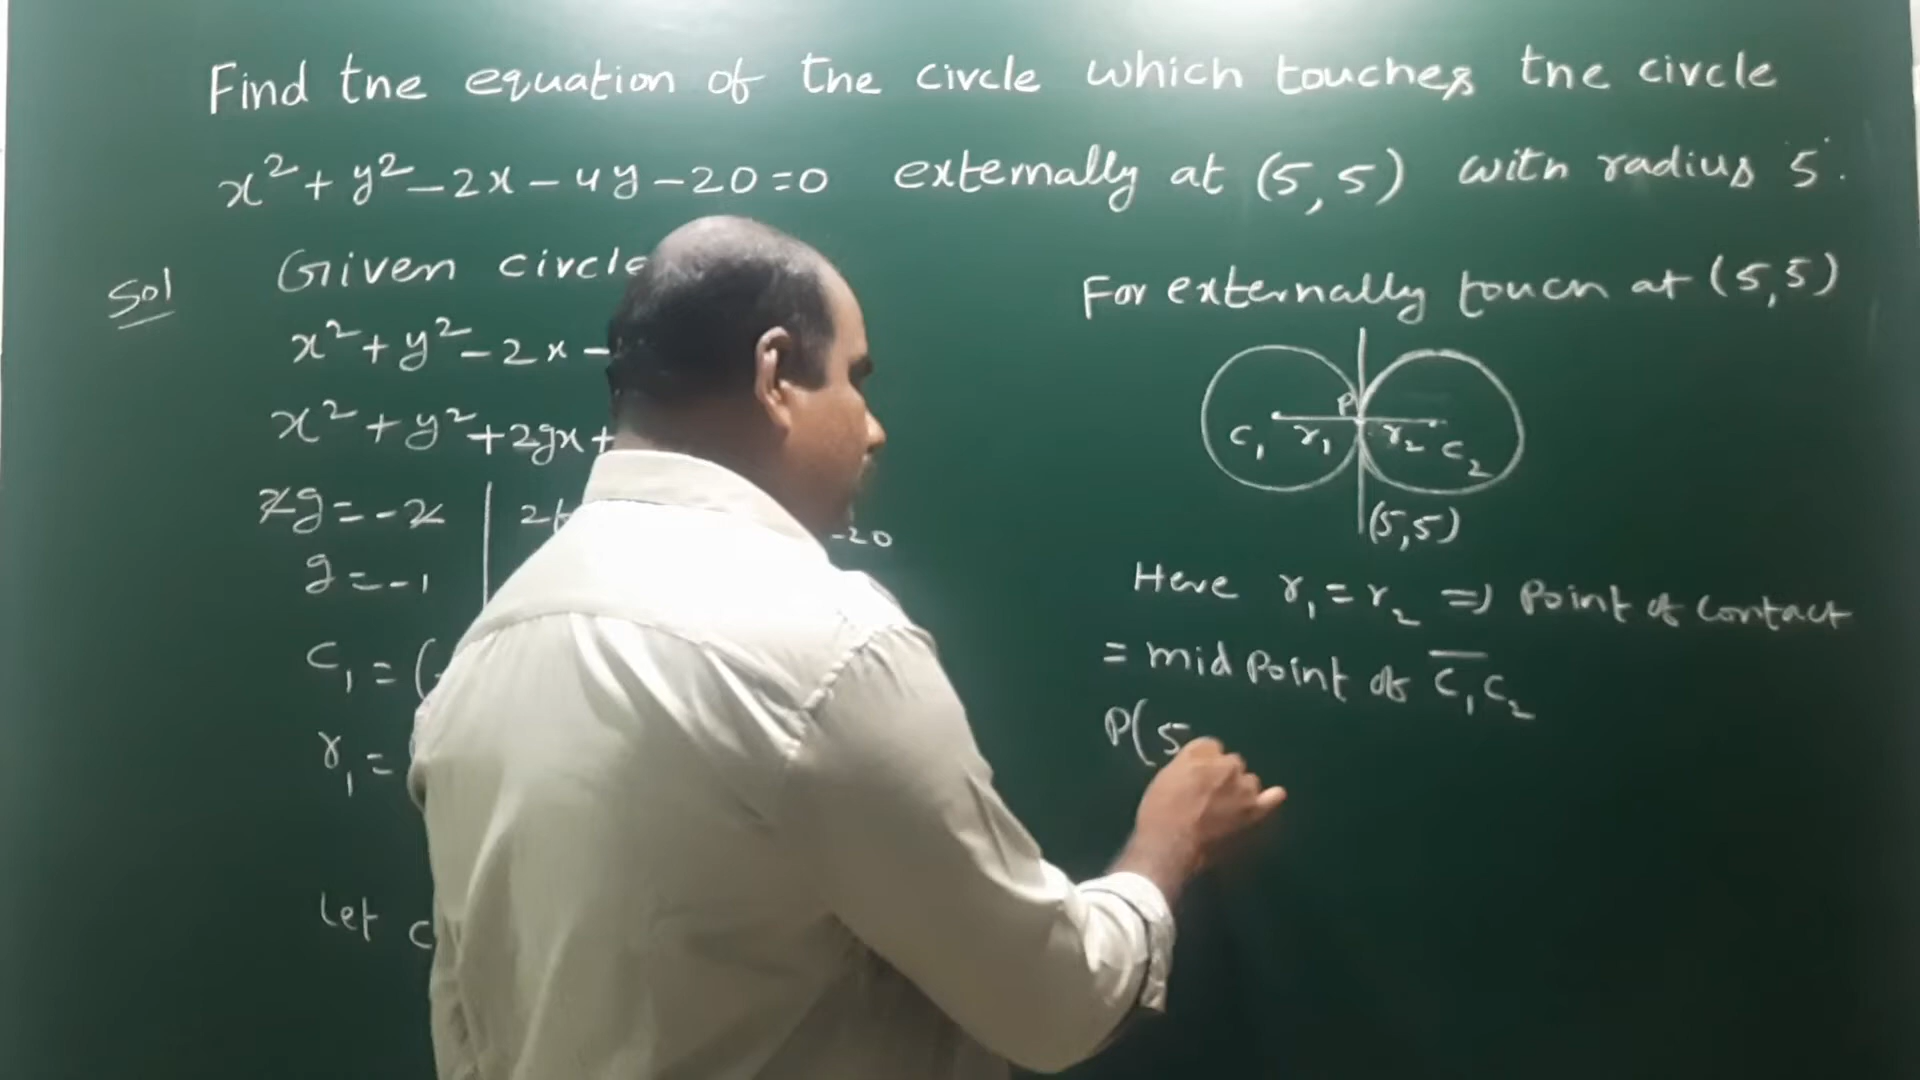 Find the equation of the circle which touches the circle
x² + y² - 2x - 4y - 20 = 0 externally at (5, 5) with radius 5.
Sol
Given circle
x² + y² - 2x -
x² + y² + 2gx +
2g = -2
2f
-20
g = -1
C₁ = (
r₁ =
Let C
For externally touch at (5,5)
P
C₁ r₁ r₂ C₂
(5,5)
Here r₁ = r₂ ⇒ Point of contact
= mid Point of C̅₁C₂
P(5